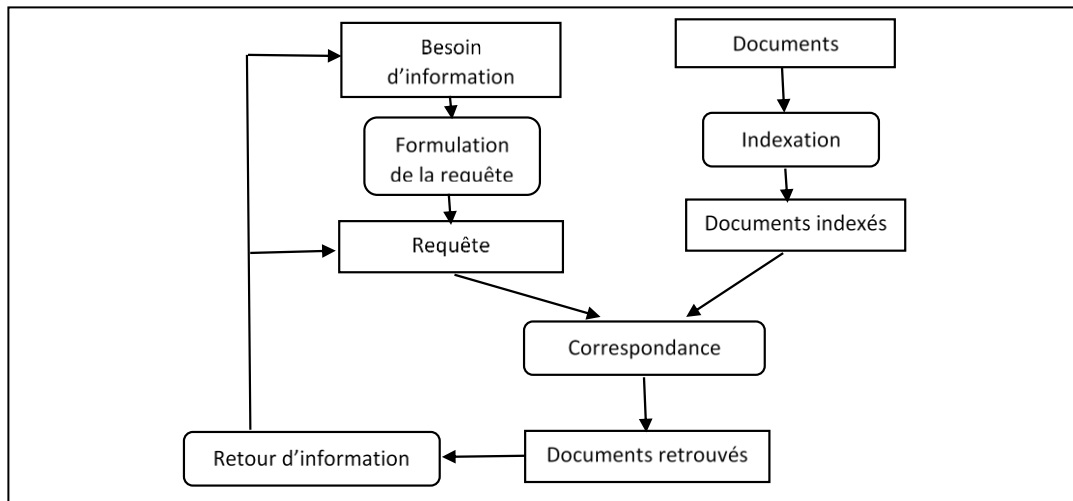 Besoin
d’information
Documents
Formulation
de la requête
Indexation
Requête
Documents indexés
Correspondance
Retour d’information
Documents retrouvés